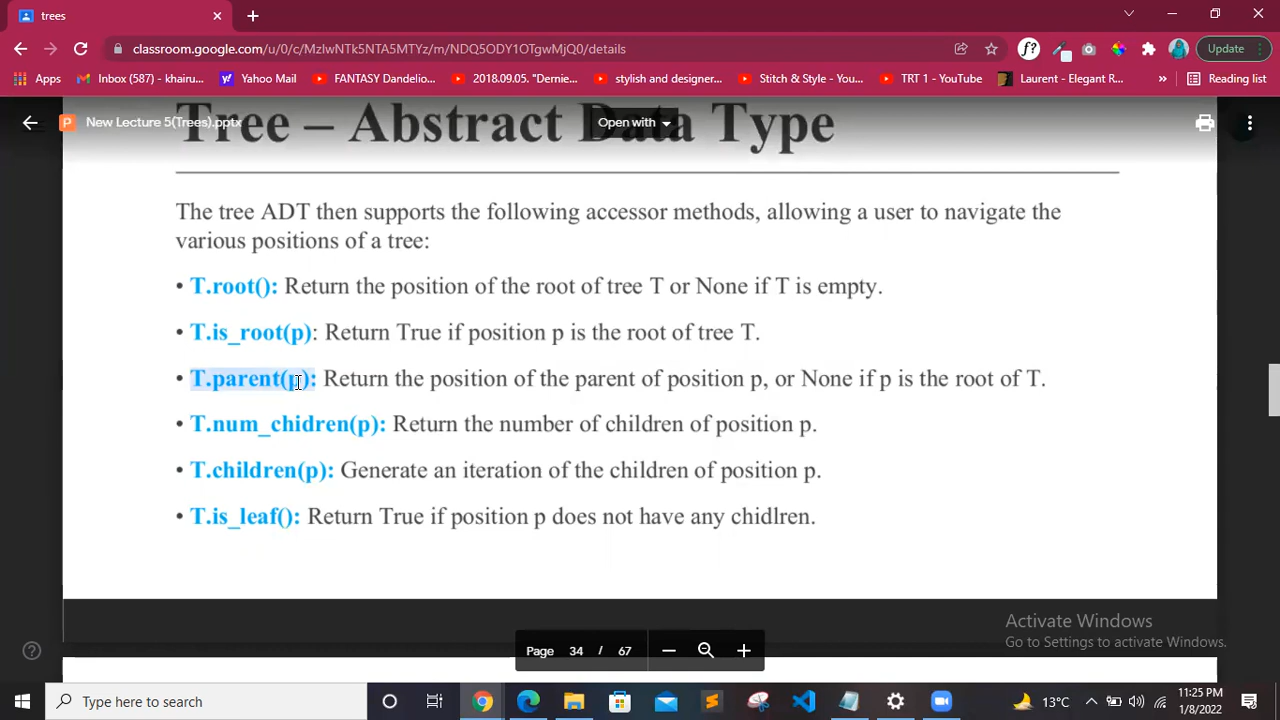 trees
classroom.google.com/u/0/c/MzIwNTk5NTA5MTYz/m/NDQ5ODY1OTgwMjQ0/details
Update
Apps
Inbox (587) - khairu...
Yahoo Mail
FANTASY Dandelio...
2018.09.05. "Dernie...
stylish and designer...
Stitch & Style - You...
TRT 1 - YouTube
Laurent - Elegant R...
»
Reading list
New Lecture 5(Trees).pptx
Open with
Tree – Abstract Data Type
The tree ADT then supports the following accessor methods, allowing a user to navigate the
various positions of a tree:
• T.root(): Return the position of the root of tree T or None if T is empty.
• T.is_root(p): Return True if position p is the root of tree T.
• T.parent(p): Return the position of the parent of position p, or None if p is the root of T.
• T.num_chidren(p): Return the number of children of position p.
• T.children(p): Generate an iteration of the children of position p.
• T.is_leaf(): Return True if position p does not have any chidlren.
Activate Windows
Go to Settings to activate Windows.
Page 34 / 67
Type here to search
13°C
11:25 PM
1/8/2022